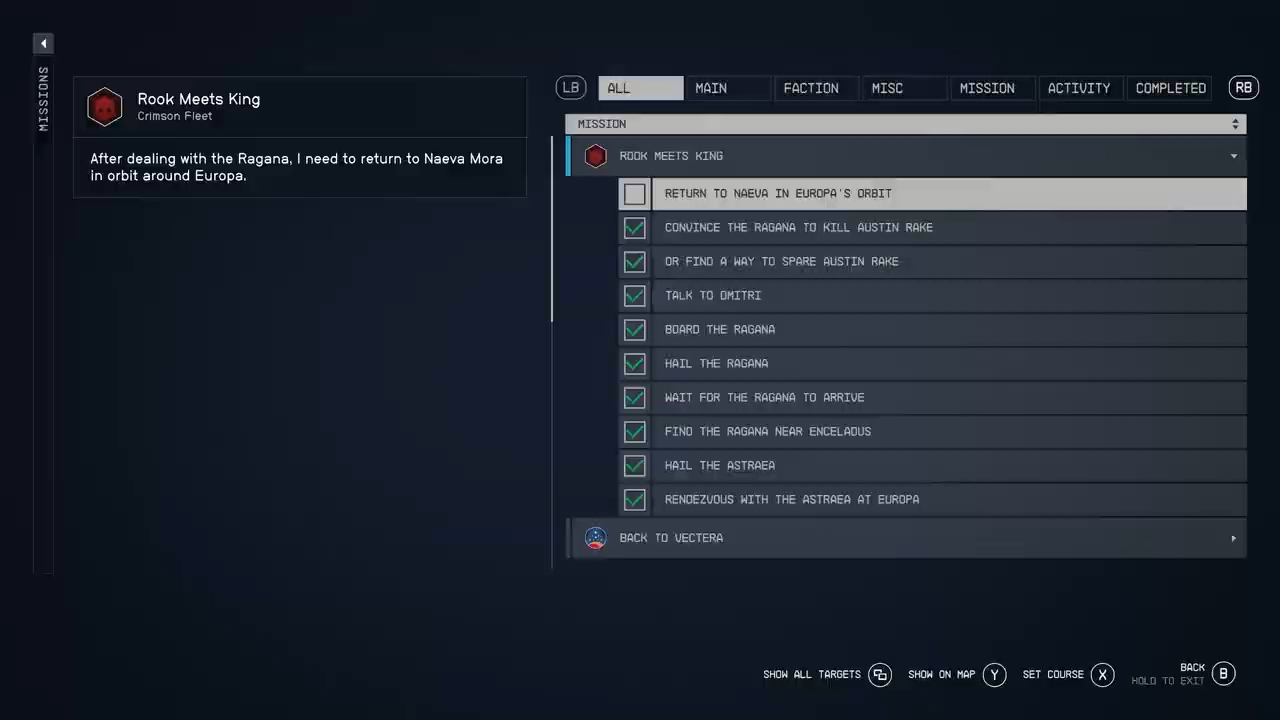 MISSIONS
Rook Meets King
Crimson Fleet
After dealing with the Ragana, I need to return to Naeva Mora
in orbit around Europa.
LB
ALL
MAIN
FACTION
MISC
MISSION
ACTIVITY
COMPLETED
RB
MISSION
ROOK MEETS KING
RETURN TO NAEVA IN EUROPA'S ORBIT
CONVINCE THE RAGANA TO KILL AUSTIN RAKE
OR FIND A WAY TO SPARE AUSTIN RAKE
TALK TO DMITRI
BOARD THE RAGANA
HAIL THE RAGANA
WAIT FOR THE RAGANA TO ARRIVE
FIND THE RAGANA NEAR ENCELADUS
HAIL THE ASTRAEA
RENDEZVOUS WITH THE ASTRAEA AT EUROPA
BACK TO VECTERA
SHOW ALL TARGETS
SHOW ON MAP Y
SET COURSE X
BACK B
HOLD TO EXIT